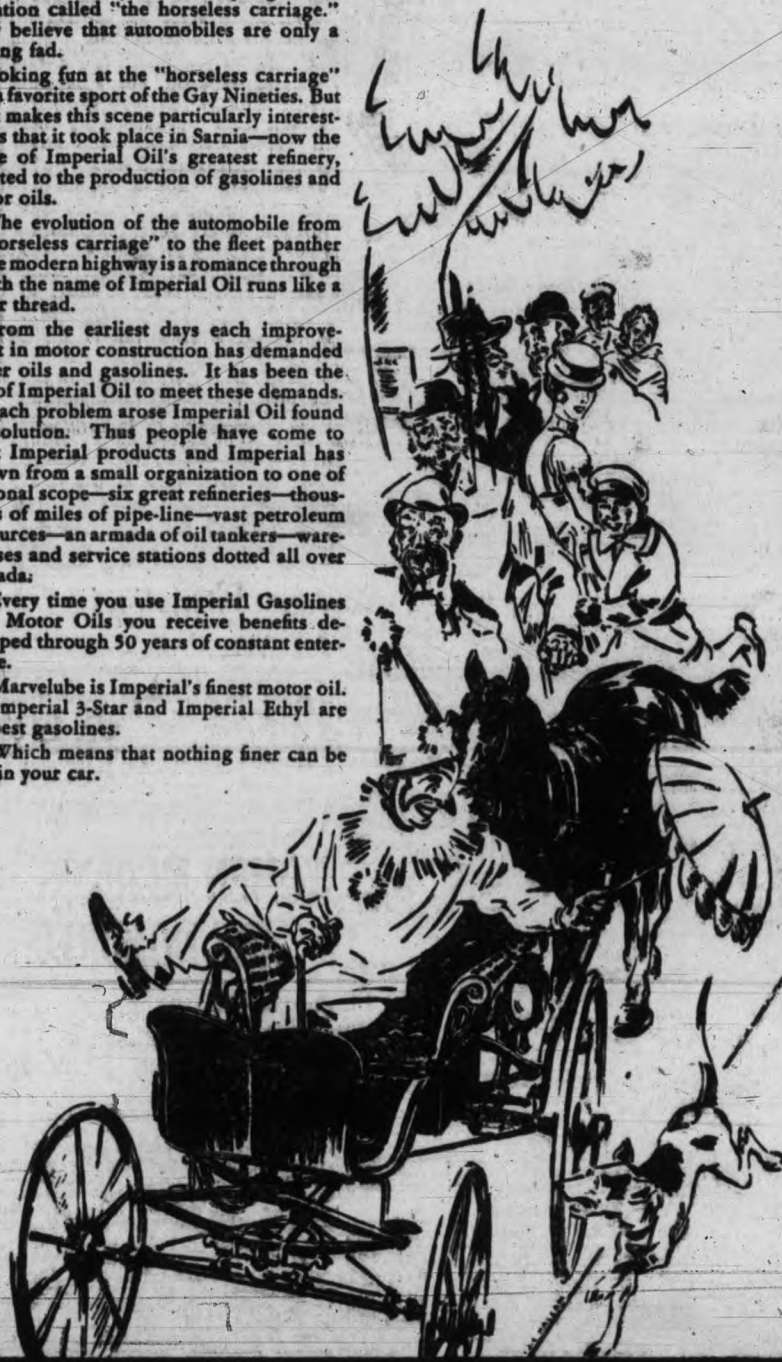 tion called "the horseless carriage."
believe that automobiles are only a
ng fad.
oking fun at the "horseless carriage"
a favorite sport of the Gay Nineties. But
makes this scene particularly interest-
s that it took place in Sarnia—now the
e of Imperial Oil's greatest refinery,
ted to the production of gasolines and
or oils.
he evolution of the automobile from
orseless carriage" to the fleet panther
e modern highway is a romance through
h the name of Imperial Oil runs like a
r thread.
rom the earliest days each improve-
t in motor construction has demanded
er oils and gasolines. It has been the
of Imperial Oil to meet these demands.
ach problem arose Imperial Oil found
olution. Thus people have come to
Imperial products and Imperial has
wn from a small organization to one of
onal scope—six great refineries—thous-
s of miles of pipe-line—vast petroleum
urces—an armada of oil tankers—ware-
ses and service stations dotted all over
ada.
very time you use Imperial Gasolines
Motor Oils you receive benefits de-
ped through 50 years of constant enter-
e.
Marvelube is Imperial's finest motor oil.
mperial 3-Star and Imperial Ethyl are
best gasolines.
Which means that nothing finer can be
in your car.